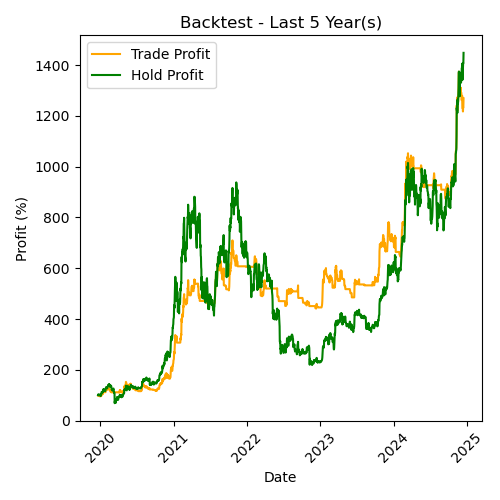 Backtest - Last 5 Year(s)
Trade Profit
Hold Profit
Profit (%)
1400
1200
1000
800
600
400
200
0
2020 2021 2022 2023 2024 2025
Date